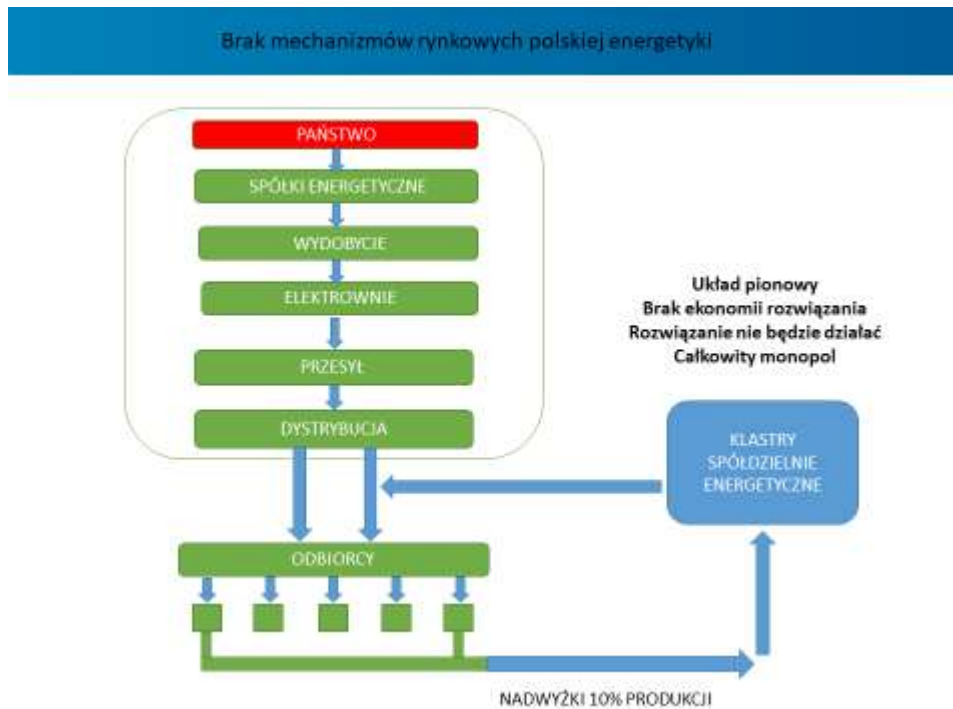 Brak mechanizmów rynkowych polskiej energetyki
PAŃSTWO
SPÓŁKI ENERGETYCZNE
WYDOBYCIE
ELEKTROWNIE
PRZESYŁ
DYSTRYBUCJA
Układ pionowy
Brak ekonomii rozwiązania
Rozwiązanie nie będzie działać
Całkowity monopol
KLASTRY
SPÓŁDZIELNIE
ENERGETYCZNE
ODBIORCY
NADWYŻKI 10% PRODUKCJI